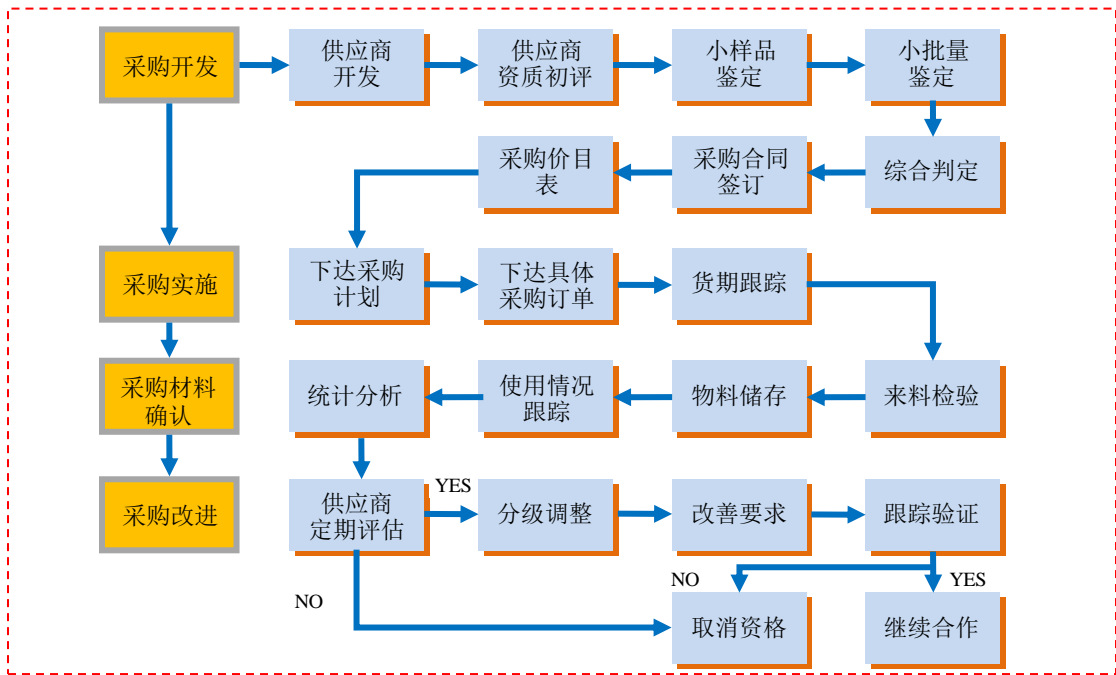 采购开发
供应商
开发
供应商
资质初评
小样品
鉴定
小批量
鉴定
采购价目
表
采购合同
签订
综合判定
采购实施
下达采购
计划
下达具体
采购订单
货期跟踪
采购材料
确认
统计分析
使用情况
跟踪
物料储存
来料检验
采购改进
供应商
定期评估
YES
分级调整
改善要求
跟踪验证
NO
NO
YES
取消资格
继续合作